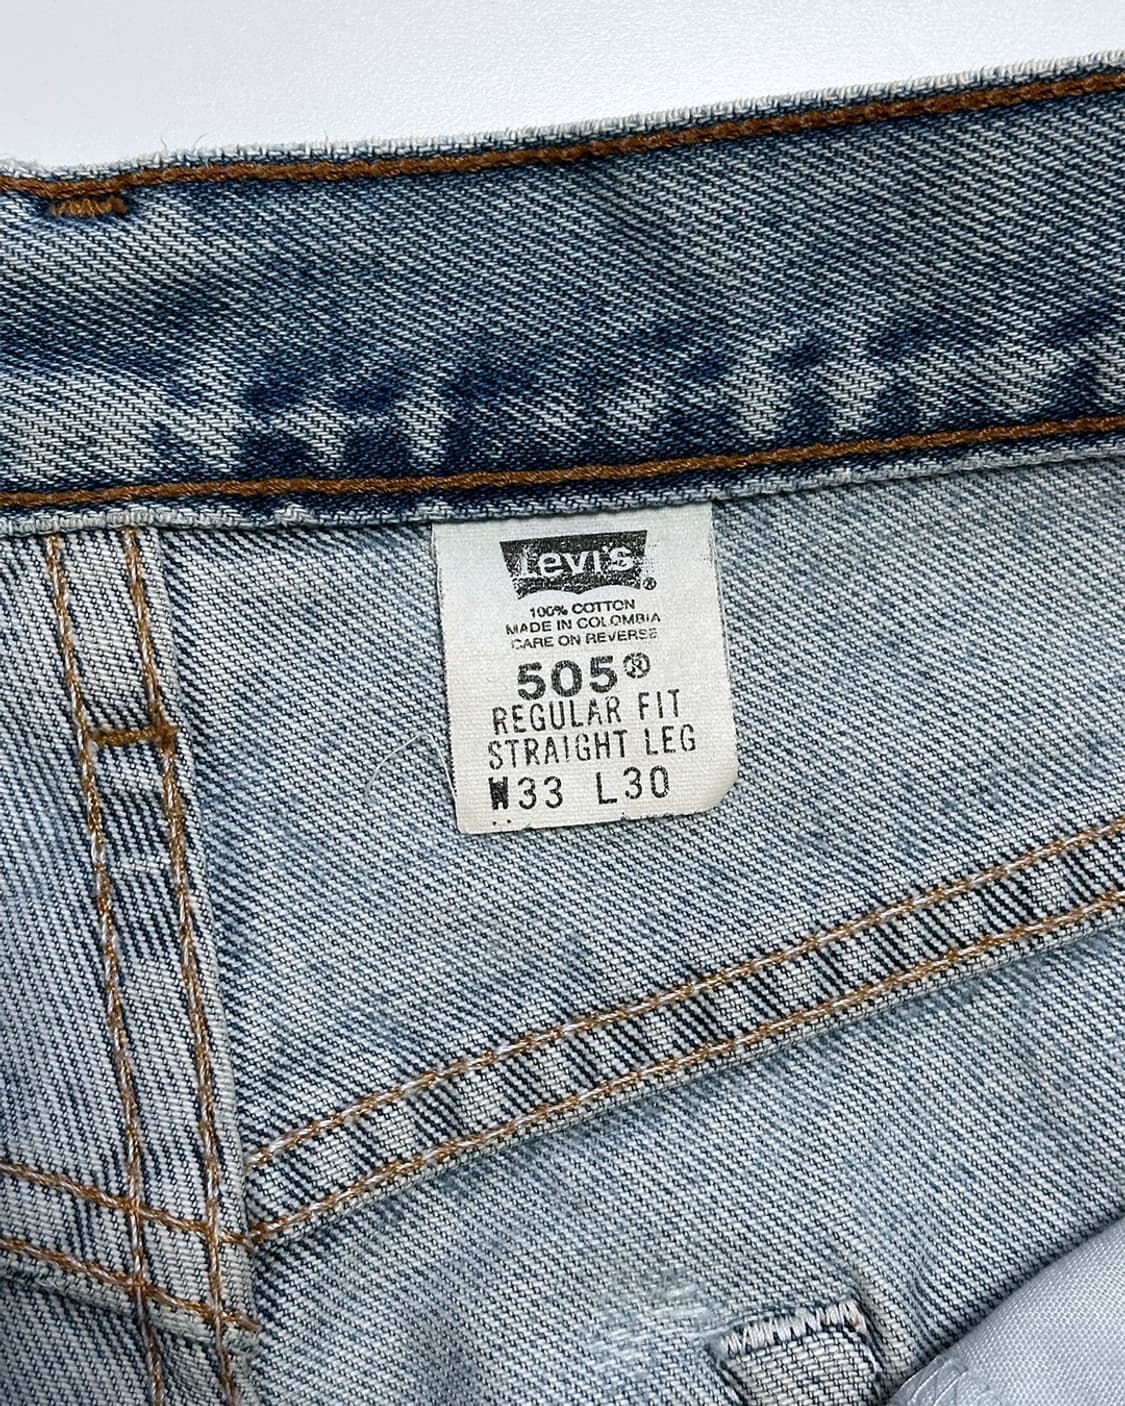 Levi's®
100% COTTON
MADE IN COLOMBIA
CARE ON REVERSE
505®
REGULAR FIT
STRAIGHT LEG
W33 L30